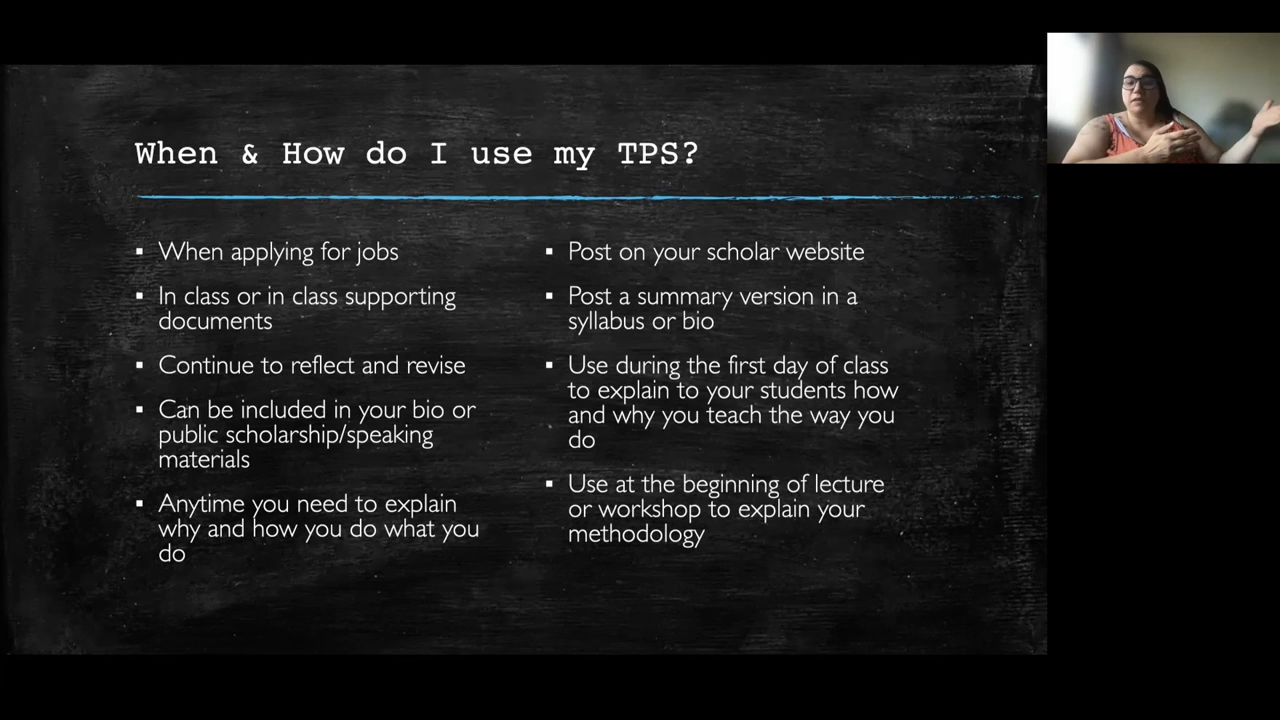 When & How do I use my TPS?
When applying for jobs
In class or in class supporting
documents
Continue to reflect and revise
Can be included in your bio or
public scholarship/speaking
materials
Anytime you need to explain
why and how you do what you
do
Post on your scholar website
Post a summary version in a
syllabus or bio
Use during the first day of class
to explain to your students how
and why you teach the way you
do
Use at the beginning of lecture
or workshop to explain your
methodology